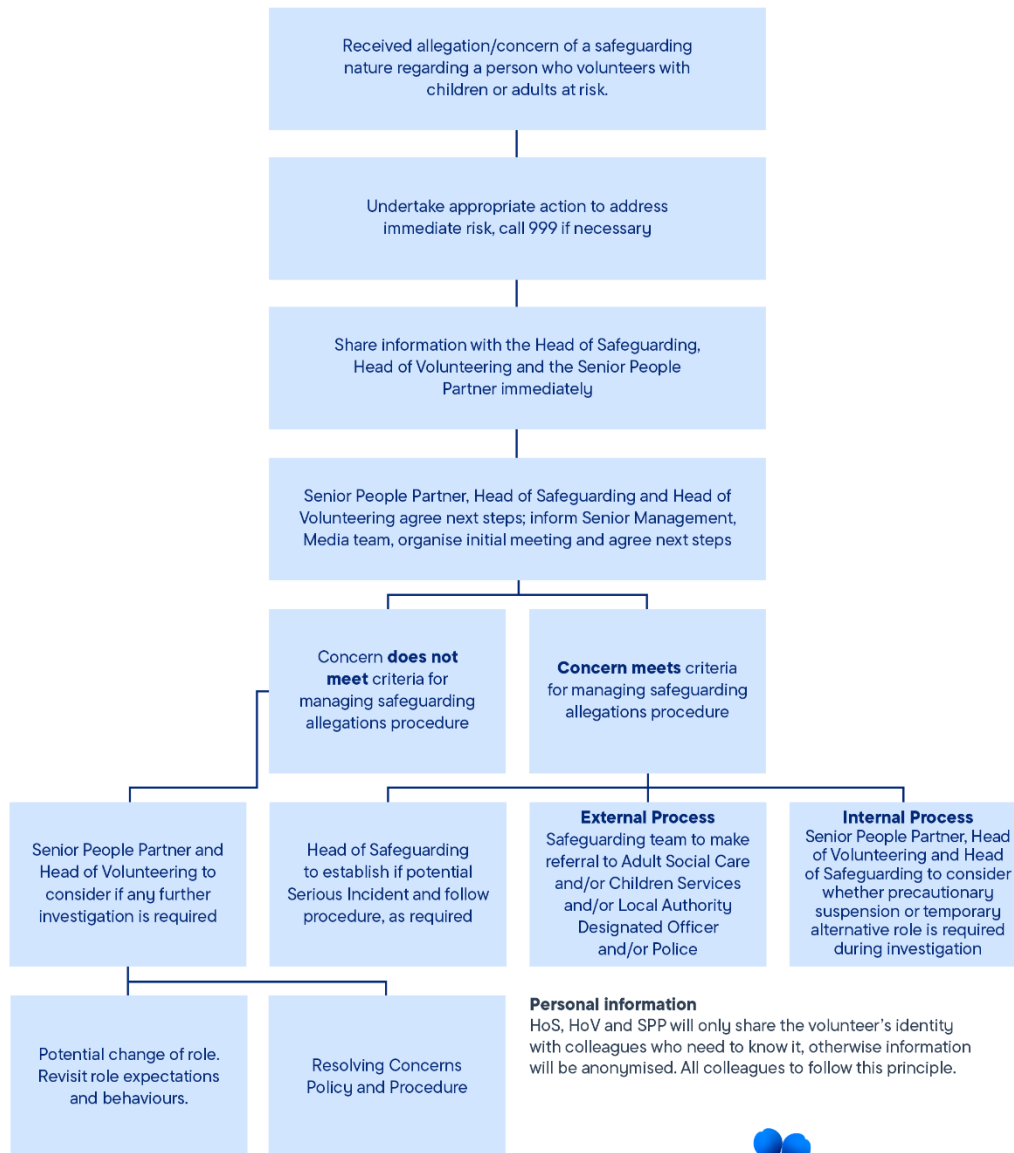 Received allegation/concern of a safeguarding
nature regarding a person who volunteers with
children or adults at risk.
Undertake appropriate action to address
immediate risk, call 999 if necessary
Share information with the Head of Safeguarding,
Head of Volunteering and the Senior People
Partner immediately
Senior People Partner, Head of Safeguarding and Head of
Volunteering agree next steps; inform Senior Management,
Media team, organise initial meeting and agree next steps
Concern does not
meet criteria for
managing safeguarding
allegations procedure
Concern meets criteria
for managing safeguarding
allegations procedure
Senior People Partner and
Head of Volunteering to
consider if any further
investigation is required
Head of Safeguarding
to establish if potential
Serious Incident and follow
procedure, as required
External Process
Safeguarding team to make
referral to Adult Social Care
and/or Children Services
and/or Local Authority
Designated Officer
and/or Police
Internal Process
Senior People Partner, Head
of Volunteering and Head
of Safeguarding to consider
whether precautionary
suspension or temporary
alternative role is required
during investigation
Potential change of role.
Revisit role expectations
and behaviours.
Resolving Concerns
Policy and Procedure
Personal information
HoS, HoV and SPP will only share the volunteer's identity
with colleagues who need to know it, otherwise information
will be anonymised. All colleagues to follow this principle.